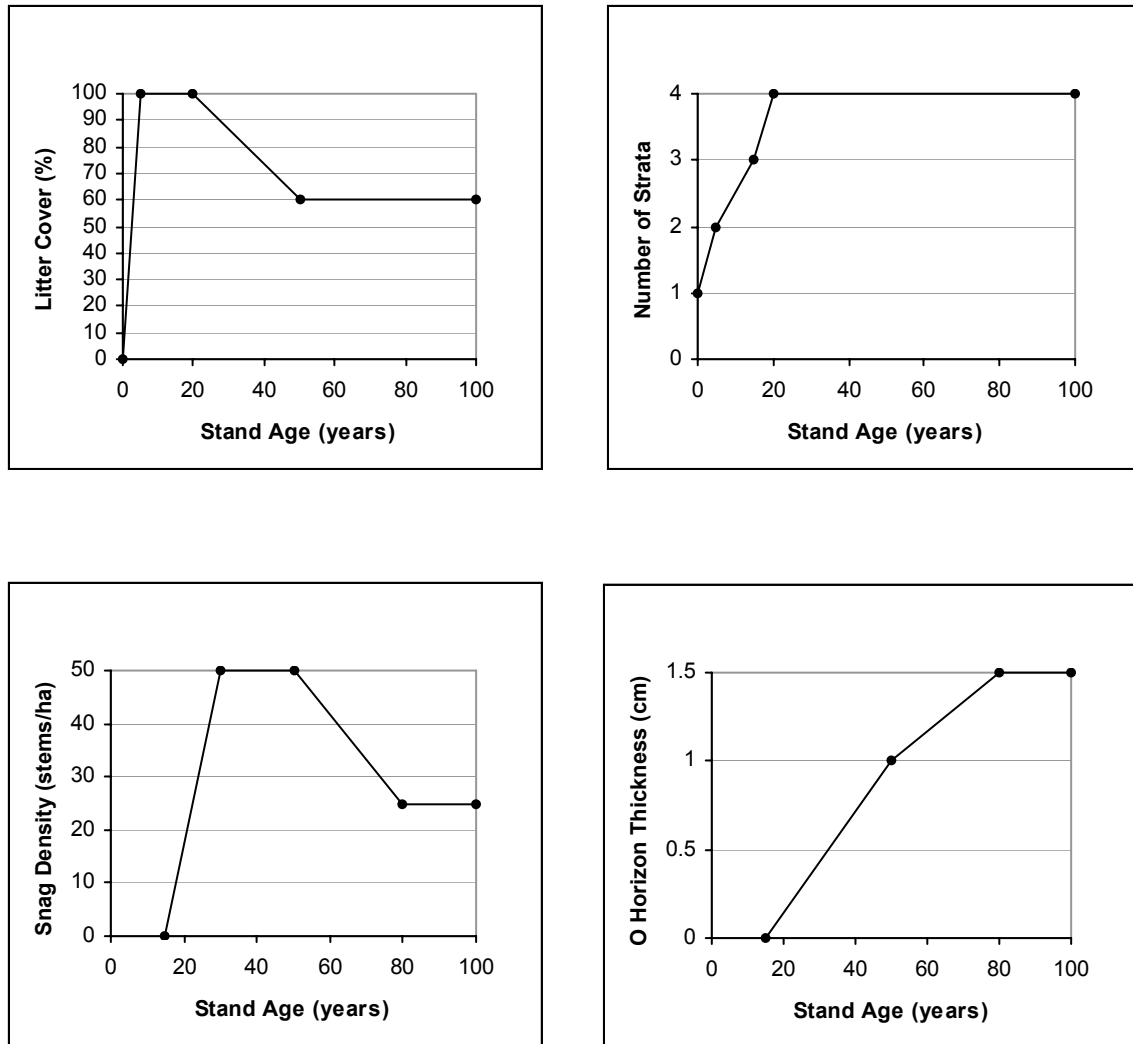 Litter Cover (%)
100
90
80
70
60
50
40
30
20
10
0
0 20 40 60 80 100
Stand Age (years)
Number of Strata
4
3
2
1
0
0 20 40 60 80 100
Stand Age (years)
Snag Density (stems/ha)
50
40
30
20
10
0
0 20 40 60 80 100
Stand Age (years)
O Horizon Thickness (cm)
1.5
1
0.5
0
0 20 40 60 80 100
Stand Age (years)